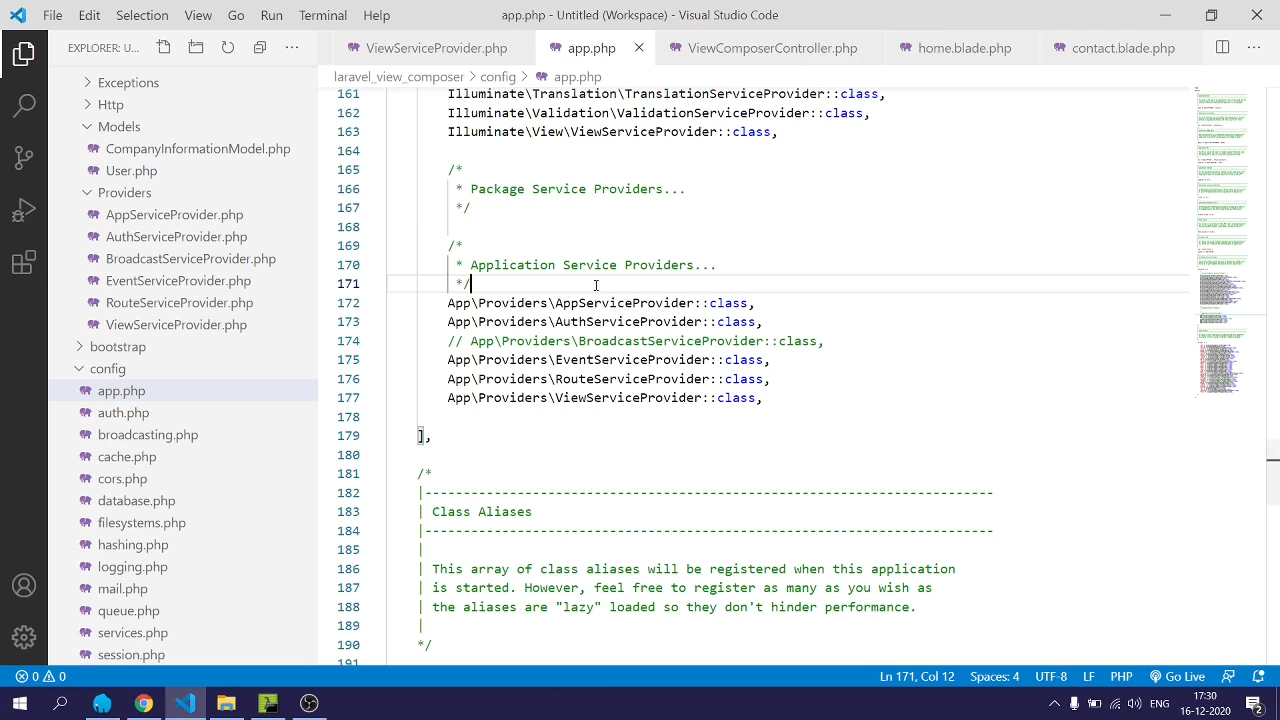 File Edit Selection View Go Run Terminal Help
app.php - Untitled (Workspace) - Visual Studio Code
EXPLORER: U...
ViewServiceProvider.php
app.php
ViewComposerController.php
home.blade.php
contact.blade.php
laravel_view_composer > config > app.php
Exceptions
Http
Models
CompanyInformationModel.php
User.php
Providers
AppServiceProvider.php
AuthServiceProvider.php
BroadcastServiceProvider.php
EventServiceProvider.php
RouteServiceProvider.php
ViewServiceProvider.php
bootstrap
config
app.php
auth.php
broadcasting.php
cache.php
cors.php
database.php
filesystems.php
hashing.php
logging.php
mail.php
queue.php
services.php
session.php
161 Illuminate\Translation\TranslationServiceProvider::class,
162 Illuminate\Validation\ValidationServiceProvider::class,
163 Illuminate\View\ViewServiceProvider::class,
164
165 /*
166 * Package Service Providers...
167 */
168
169 /*
170 * Application Service Providers...
171 */
172 App\Providers\AppServiceProvider::class,
173 App\Providers\AuthServiceProvider::class,
174 // App\Providers\BroadcastServiceProvider::class,
175 App\Providers\EventServiceProvider::class,
176 App\Providers\RouteServiceProvider::class,
177 App\Providers\ViewServiceProvider::class,
178
179 ],
180
181 /*
182 |--------------------------------------------------------------------------
183 | Class Aliases
184 |--------------------------------------------------------------------------
185 |
186 | This array of class aliases will be registered when this application
187 | is started. However, feel free to register as many as you wish as
188 | the aliases are "lazy" loaded so they don't hinder performance.
189 |
190 */
191
0 0
Ln 171, Col 12 Spaces: 4 UTF-8 LF PHP Go Live
ENG
17:30
16-12-2020
2